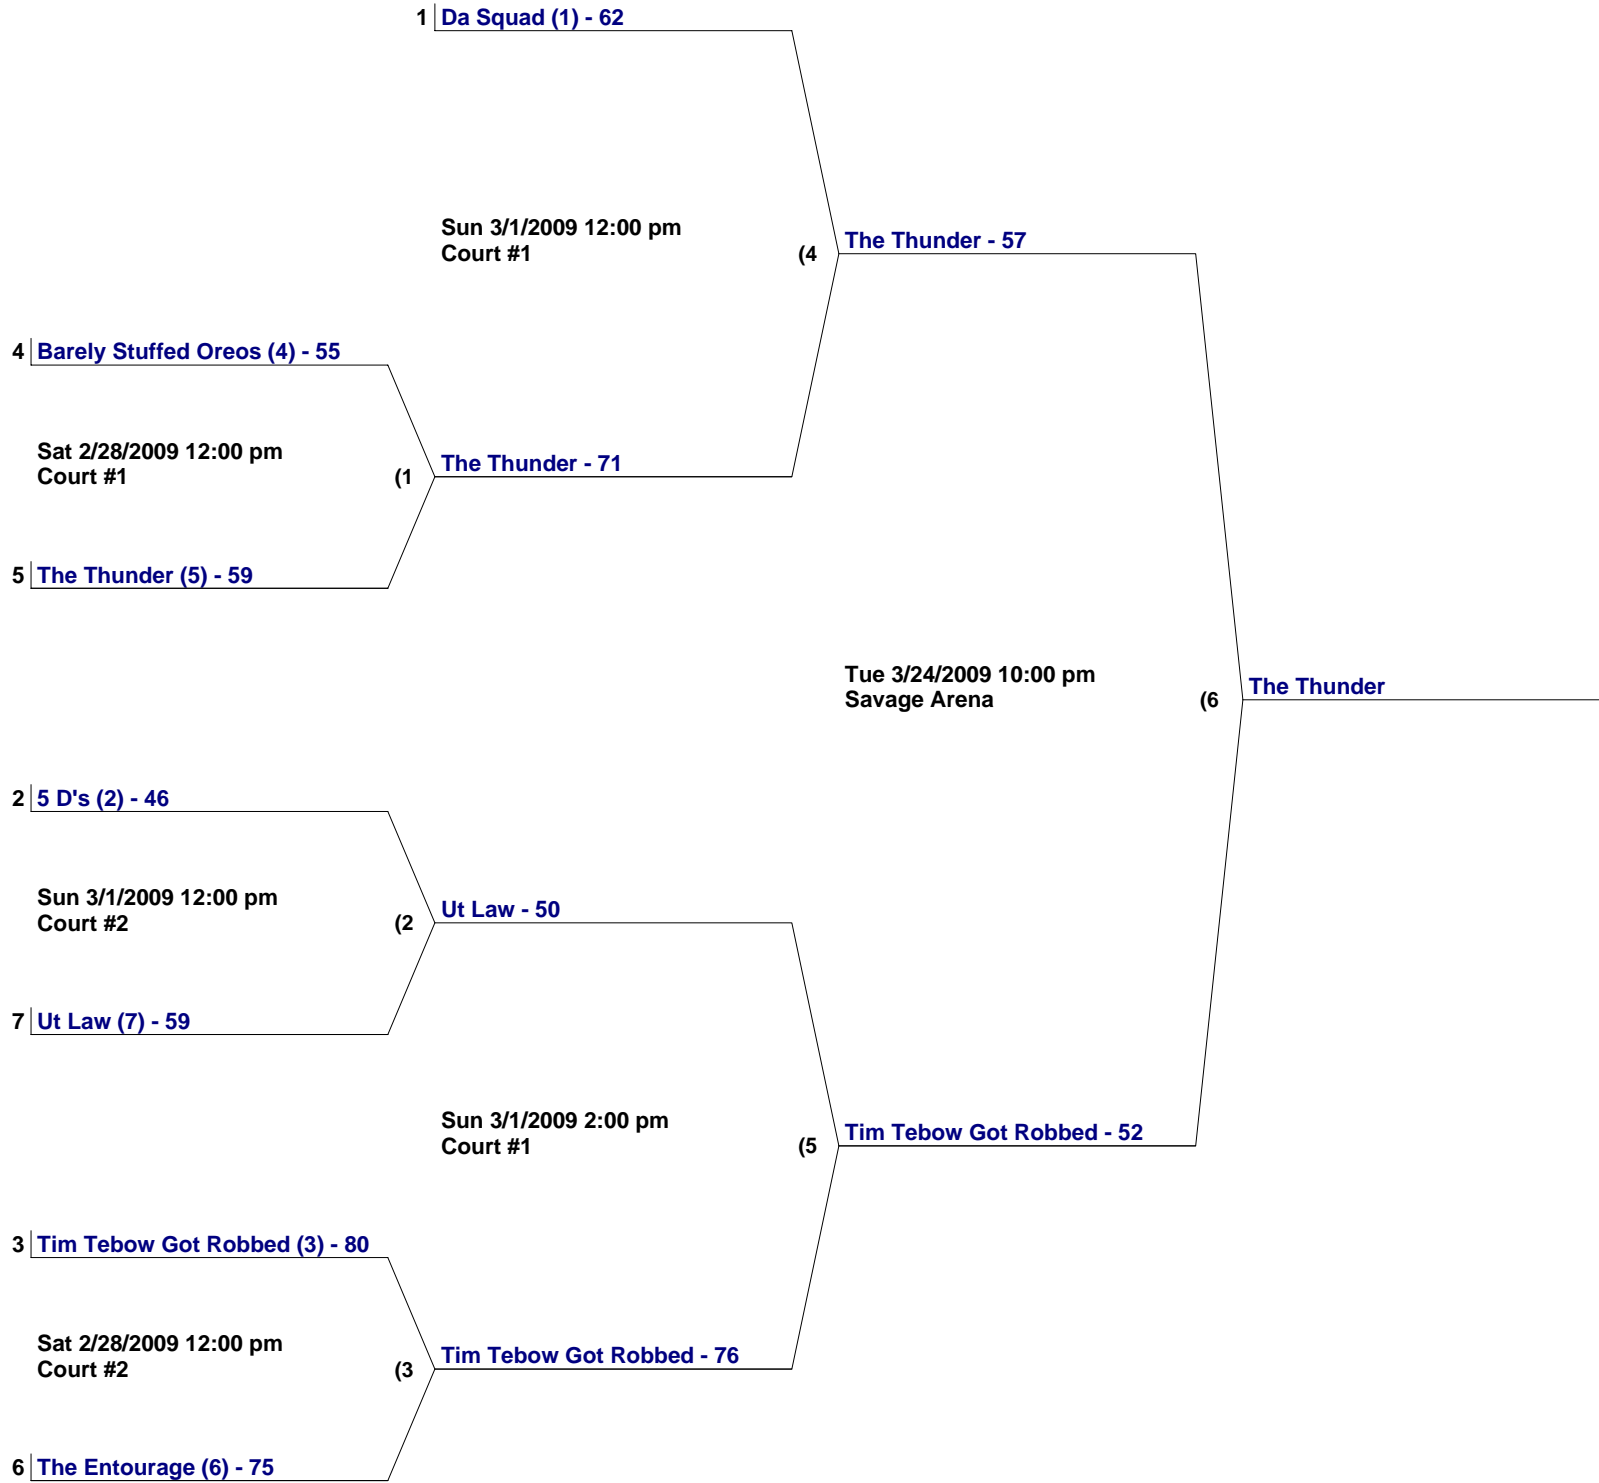 1 Da Squad (1) - 62
Sun 3/1/2009 12:00 pm
Court #1 (4
The Thunder - 57
4 Barely Stuffed Oreos (4) - 55
Sat 2/28/2009 12:00 pm
Court #1 (1
The Thunder - 71
5 The Thunder (5) - 59
Tue 3/24/2009 10:00 pm
Savage Arena (6
The Thunder
2 5 D's (2) - 46
Sun 3/1/2009 12:00 pm
Court #2 (2
Ut Law - 50
7 Ut Law (7) - 59
Sun 3/1/2009 2:00 pm
Court #1 (5
Tim Tebow Got Robbed - 52
3 Tim Tebow Got Robbed (3) - 80
Sat 2/28/2009 12:00 pm
Court #2 (3
Tim Tebow Got Robbed - 76
6 The Entourage (6) - 75